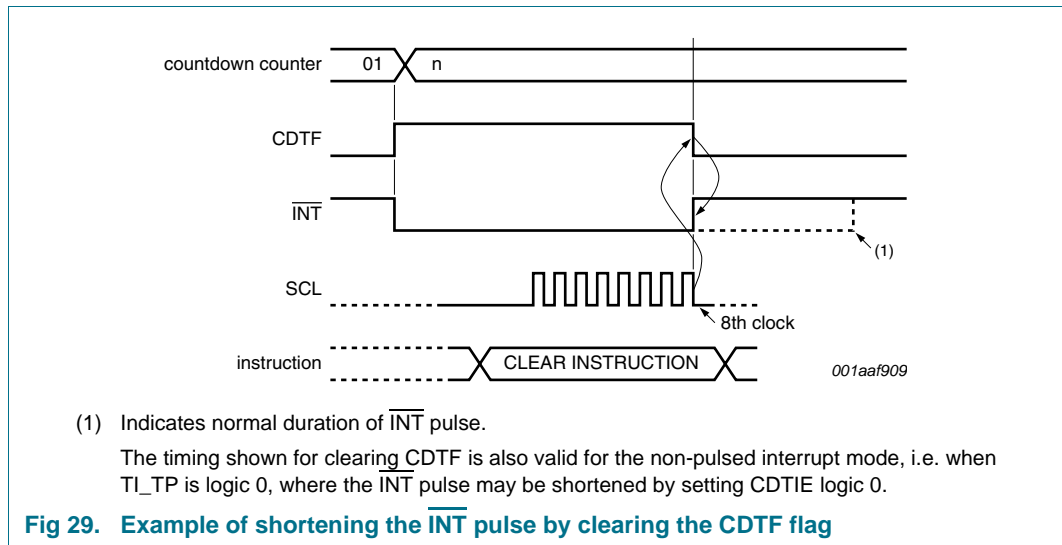 countdown counter 01 n
CDTF
INT
(1)
SCL
8th clock
instruction CLEAR INSTRUCTION
001aaf909
(1) Indicates normal duration of INT pulse.
The timing shown for clearing CDTF is also valid for the non-pulsed interrupt mode, i.e. when
TI_TP is logic 0, where the INT pulse may be shortened by setting CDTIE logic 0.
Fig 29. Example of shortening the INT pulse by clearing the CDTF flag